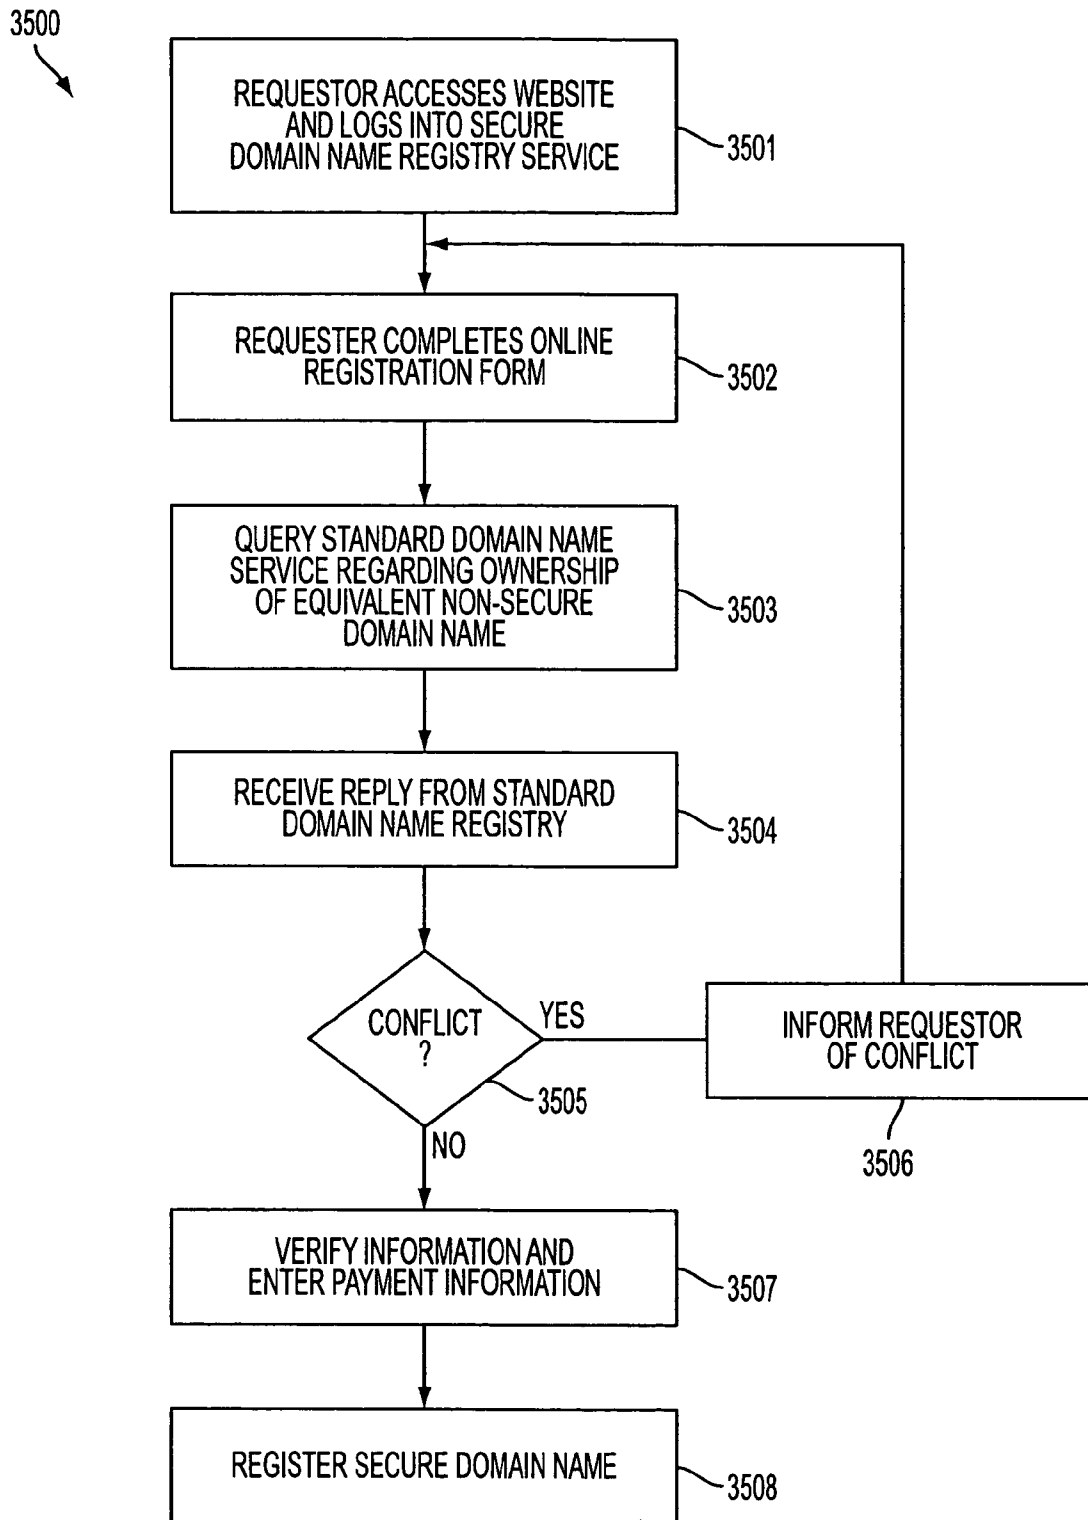 3500
REQUESTOR ACCESSES WEBSITE
AND LOGS INTO SECURE
DOMAIN NAME REGISTRY SERVICE
3501
REQUESTER COMPLETES ONLINE
REGISTRATION FORM
3502
QUERY STANDARD DOMAIN NAME
SERVICE REGARDING OWNERSHIP
OF EQUIVALENT NON-SECURE
DOMAIN NAME
3503
RECEIVE REPLY FROM STANDARD
DOMAIN NAME REGISTRY
3504
CONFLICT
?
YES
3505
NO
INFORM REQUESTOR
OF CONFLICT
3506
VERIFY INFORMATION AND
ENTER PAYMENT INFORMATION
3507
REGISTER SECURE DOMAIN NAME
3508